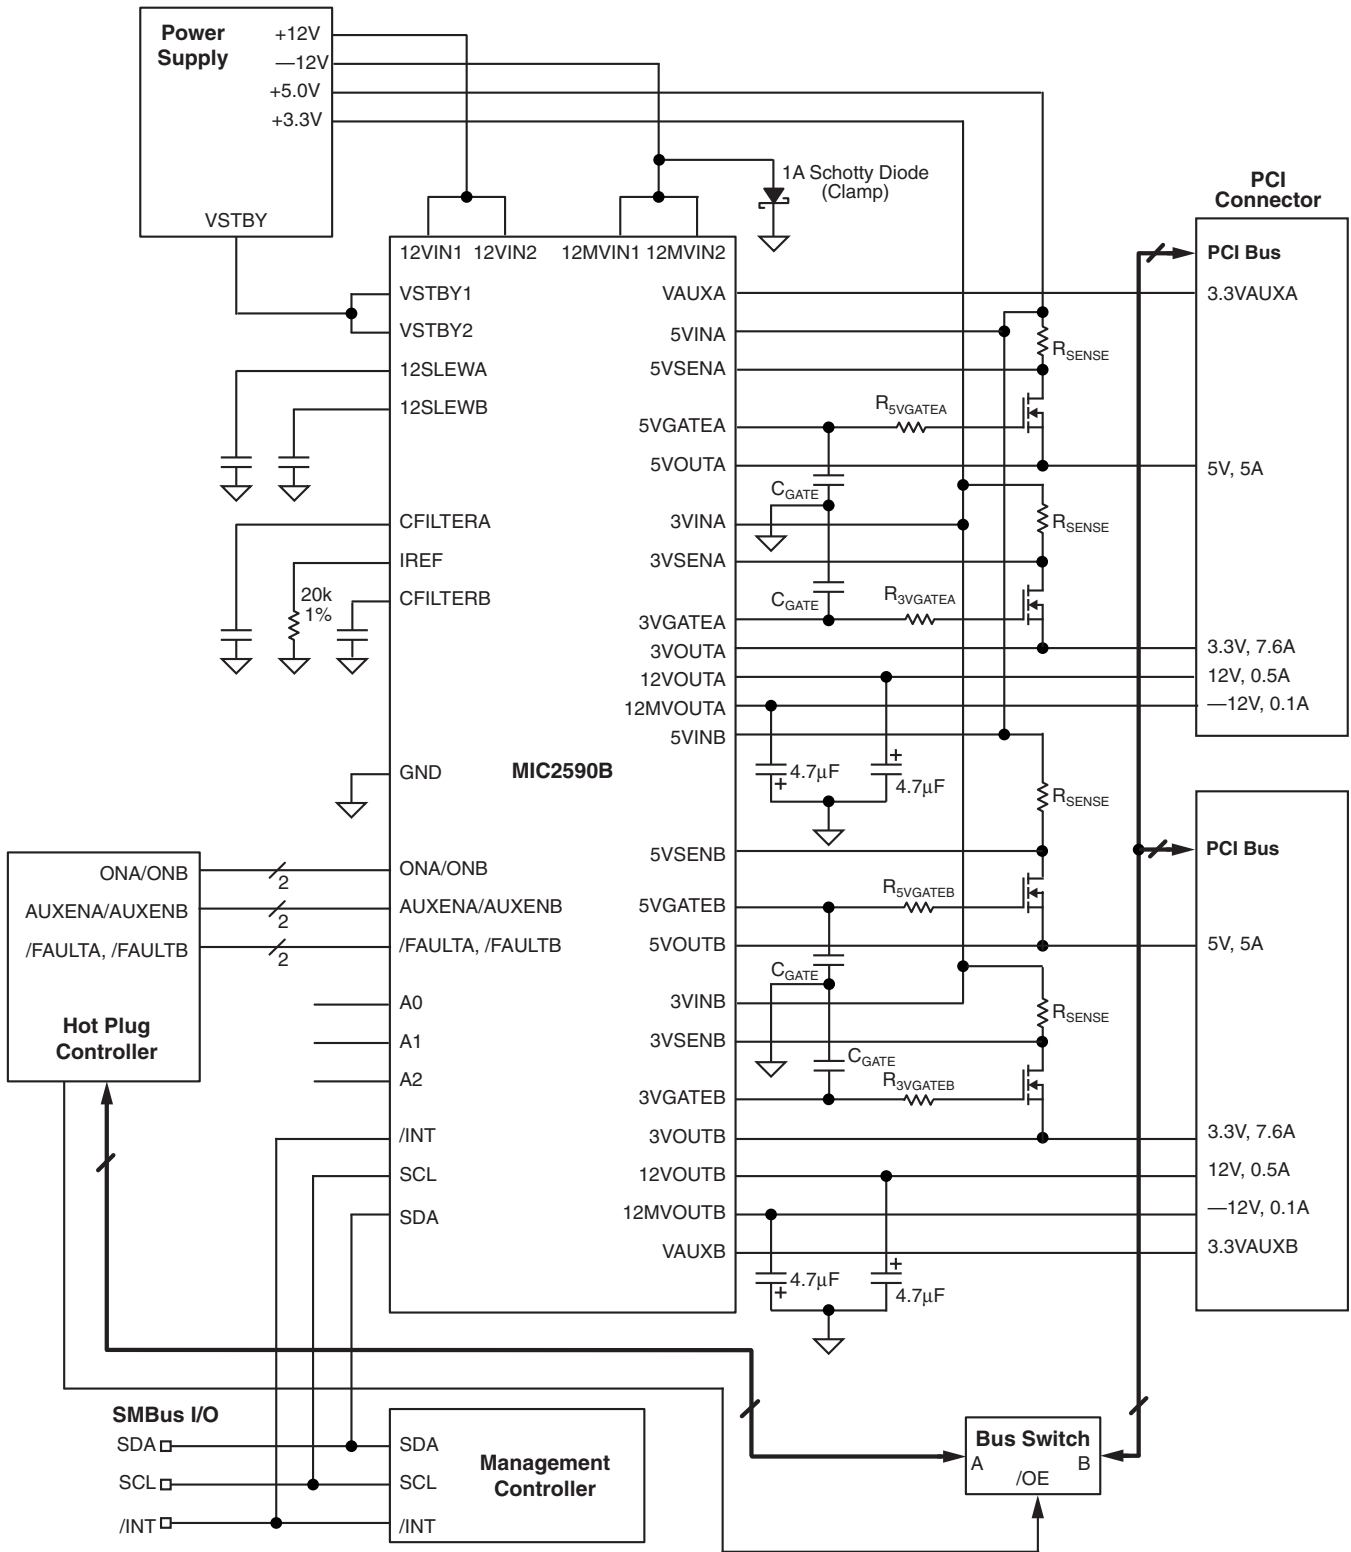 Power
Supply
+12V
—12V
+5.0V
+3.3V
VSTBY
1A Schotty Diode
(Clamp)
PCI
Connector
12VIN1 12VIN2 12MVIN1 12MVIN2
VSTBY1
VSTBY2
12SLEWA
12SLEWB
CFILTERA
IREF
CFILTERB
20k
1%
GND
MIC2590B
ONA/ONB
AUXENA/AUXENB
/FAULTA, /FAULTB
A0
A1
A2
/INT
SCL
SDA
VAUXA
5VINA
5VSENA
5VGATEA
5VOUTA
3VINA
3VSENA
3VGATEA
3VOUTA
12VOUTA
12MVOUTA
5VINB
5VSENB
5VGATEB
5VOUTB
3VINB
3VSENB
3VGATEB
3VOUTB
12VOUTB
12MVOUTB
VAUXB
RSENSE
R5VGATEA
CGATE
RSENSE
CGATE
R3VGATEA
4.7µF
+
+
4.7µF
RSENSE
R5VGATEB
CGATE
RSENSE
CGATE
R3VGATEB
4.7µF
+
+
4.7µF
PCI Bus
3.3VAUXA
5V, 5A
3.3V, 7.6A
12V, 0.5A
—12V, 0.1A
PCI Bus
5V, 5A
3.3V, 7.6A
12V, 0.5A
—12V, 0.1A
3.3VAUXB
ONA/ONB
2
AUXENA/AUXENB
2
/FAULTA, /FAULTB
2
Hot Plug
Controller
SMBus I/O
SDA
SCL
/INT
SDA
SCL
/INT
Management
Controller
Bus Switch
A B
/OE